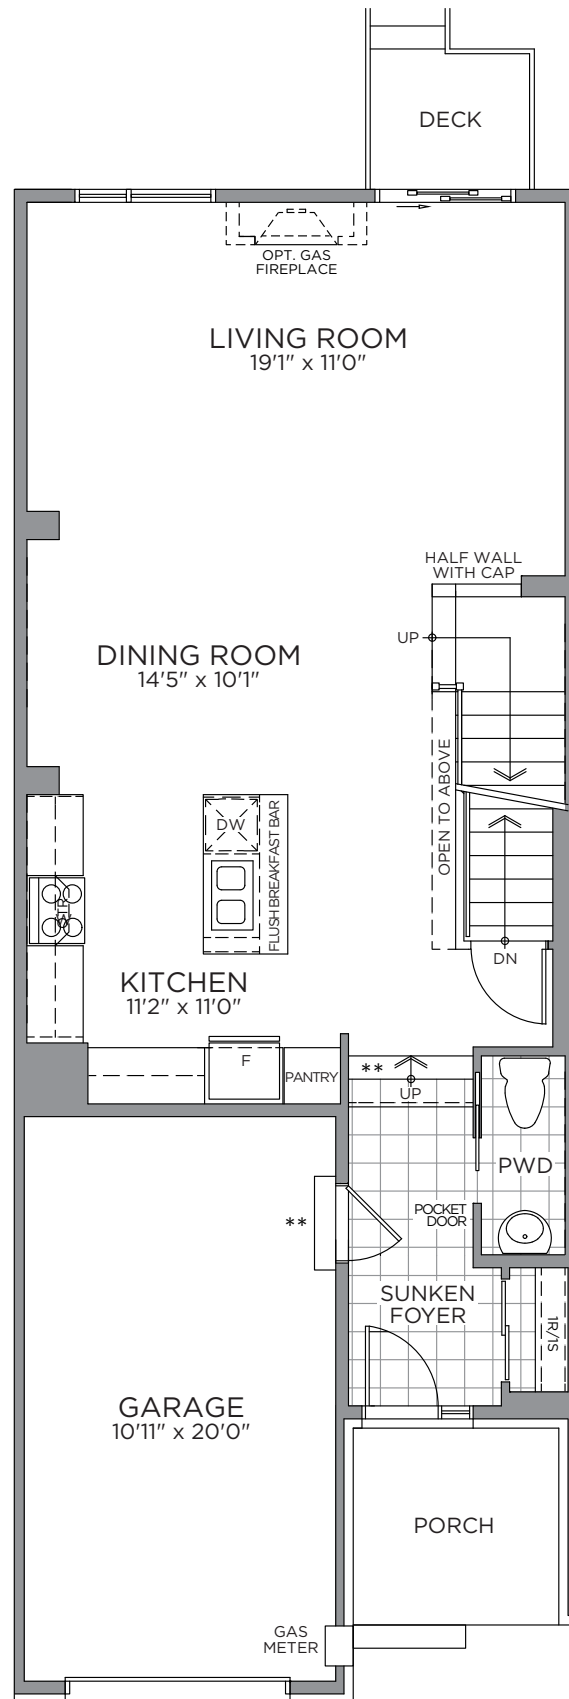 DECK
OPT. GAS
FIREPLACE
LIVING ROOM
19'1" x 11'0"
HALF WALL
WITH CAP
UP
DINING ROOM
14'5" x 10'1"
OPEN TO ABOVE
DW
FLUSH BREAKFAST BAR
STR
DN
KITCHEN
11'2" x 11'0"
F
PANTRY
**
UP
PWD
POCKET
DOOR
**
SUNKEN
FOYER
1R/1S
GARAGE
10'11" x 20'0"
PORCH
GAS
METER